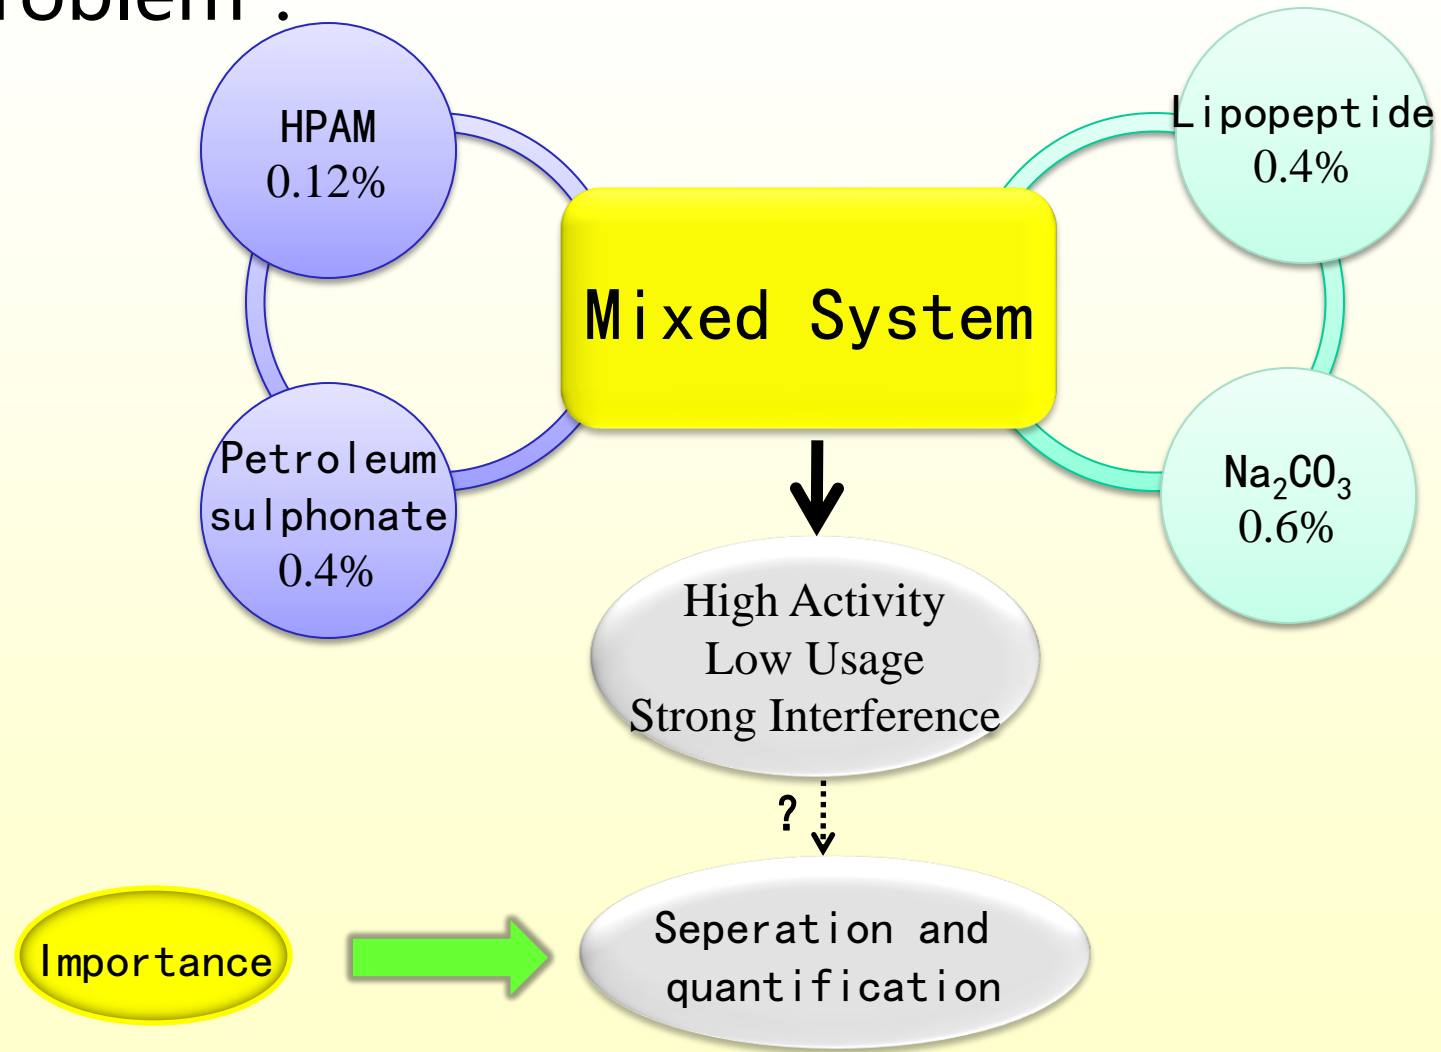 roblem :
HPAM
0.12%
Lipopeptide
0.4%
Mixed System
Petroleum
sulphonate
0.4%
Na₂CO₃
0.6%
High Activity
Low Usage
Strong Interference
?
Importance
Seperation and
quantification